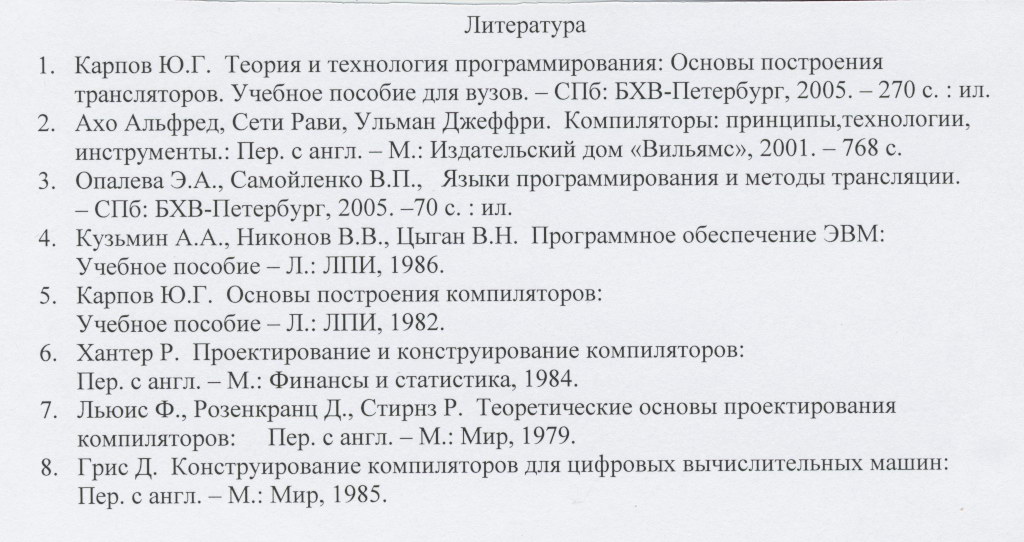 Литература
1. Карпов Ю.Г. Теория и технология программирования: Основы построения
трансляторов. Учебное пособие для вузов. – СПб: БХВ-Петербург, 2005. – 270 с. : ил.
2. Ахо Альфред, Сети Рави, Ульман Джеффри. Компиляторы: принципы,технологии,
инструменты.: Пер. с англ. – М.: Издательский дом «Вильямс», 2001. – 768 с.
3. Опалева Э.А., Самойленко В.П., Языки программирования и методы трансляции.
– СПб: БХВ-Петербург, 2005. –70 с. : ил.
4. Кузьмин А.А., Никонов В.В., Цыган В.Н. Программное обеспечение ЭВМ:
Учебное пособие – Л.: ЛПИ, 1986.
5. Карпов Ю.Г. Основы построения компиляторов:
Учебное пособие – Л.: ЛПИ, 1982.
6. Хантер Р. Проектирование и конструирование компиляторов:
Пер. с англ. – М.: Финансы и статистика, 1984.
7. Льюис Ф., Розенкранц Д., Стирнз Р. Теоретические основы проектирования
компиляторов: Пер. с англ. – М.: Мир, 1979.
8. Грис Д. Конструирование компиляторов для цифровых вычислительных машин:
Пер. с англ. – М.: Мир, 1985.